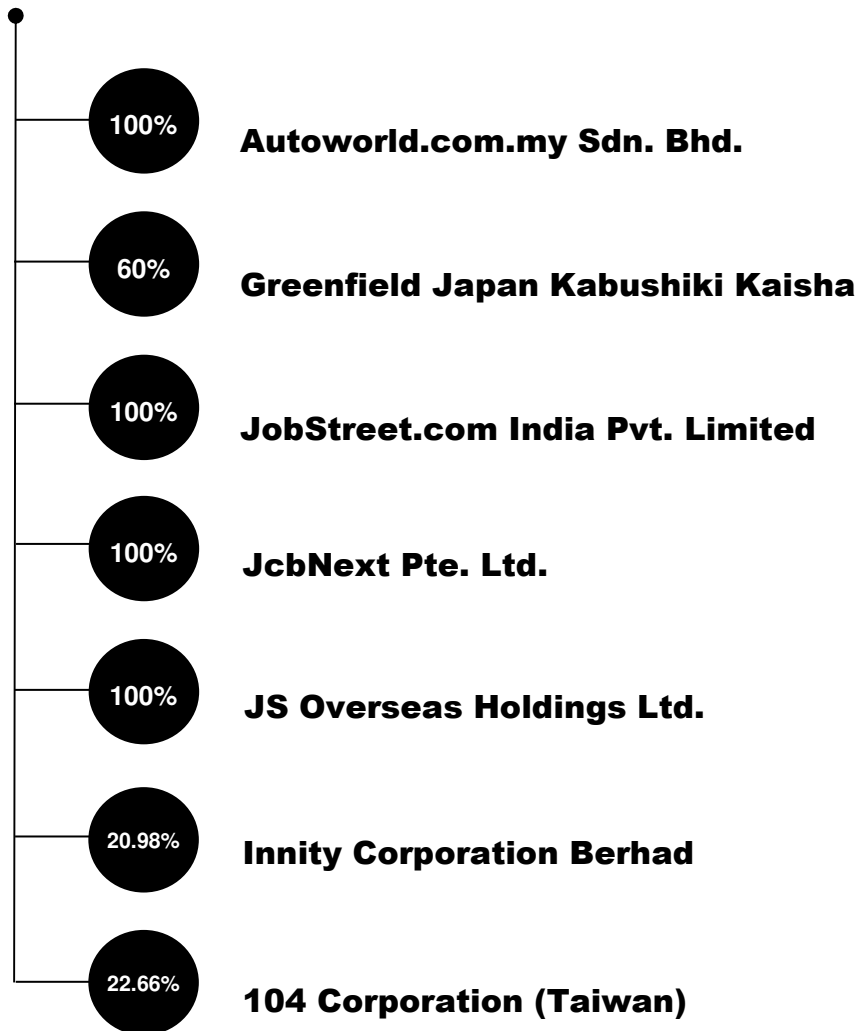 100%
Autoworld.com.my Sdn. Bhd.
60%
Greenfield Japan Kabushiki Kaisha
100%
JobStreet.com India Pvt. Limited
100%
JcbNext Pte. Ltd.
100%
JS Overseas Holdings Ltd.
20.98%
Innity Corporation Berhad
22.66%
104 Corporation (Taiwan)